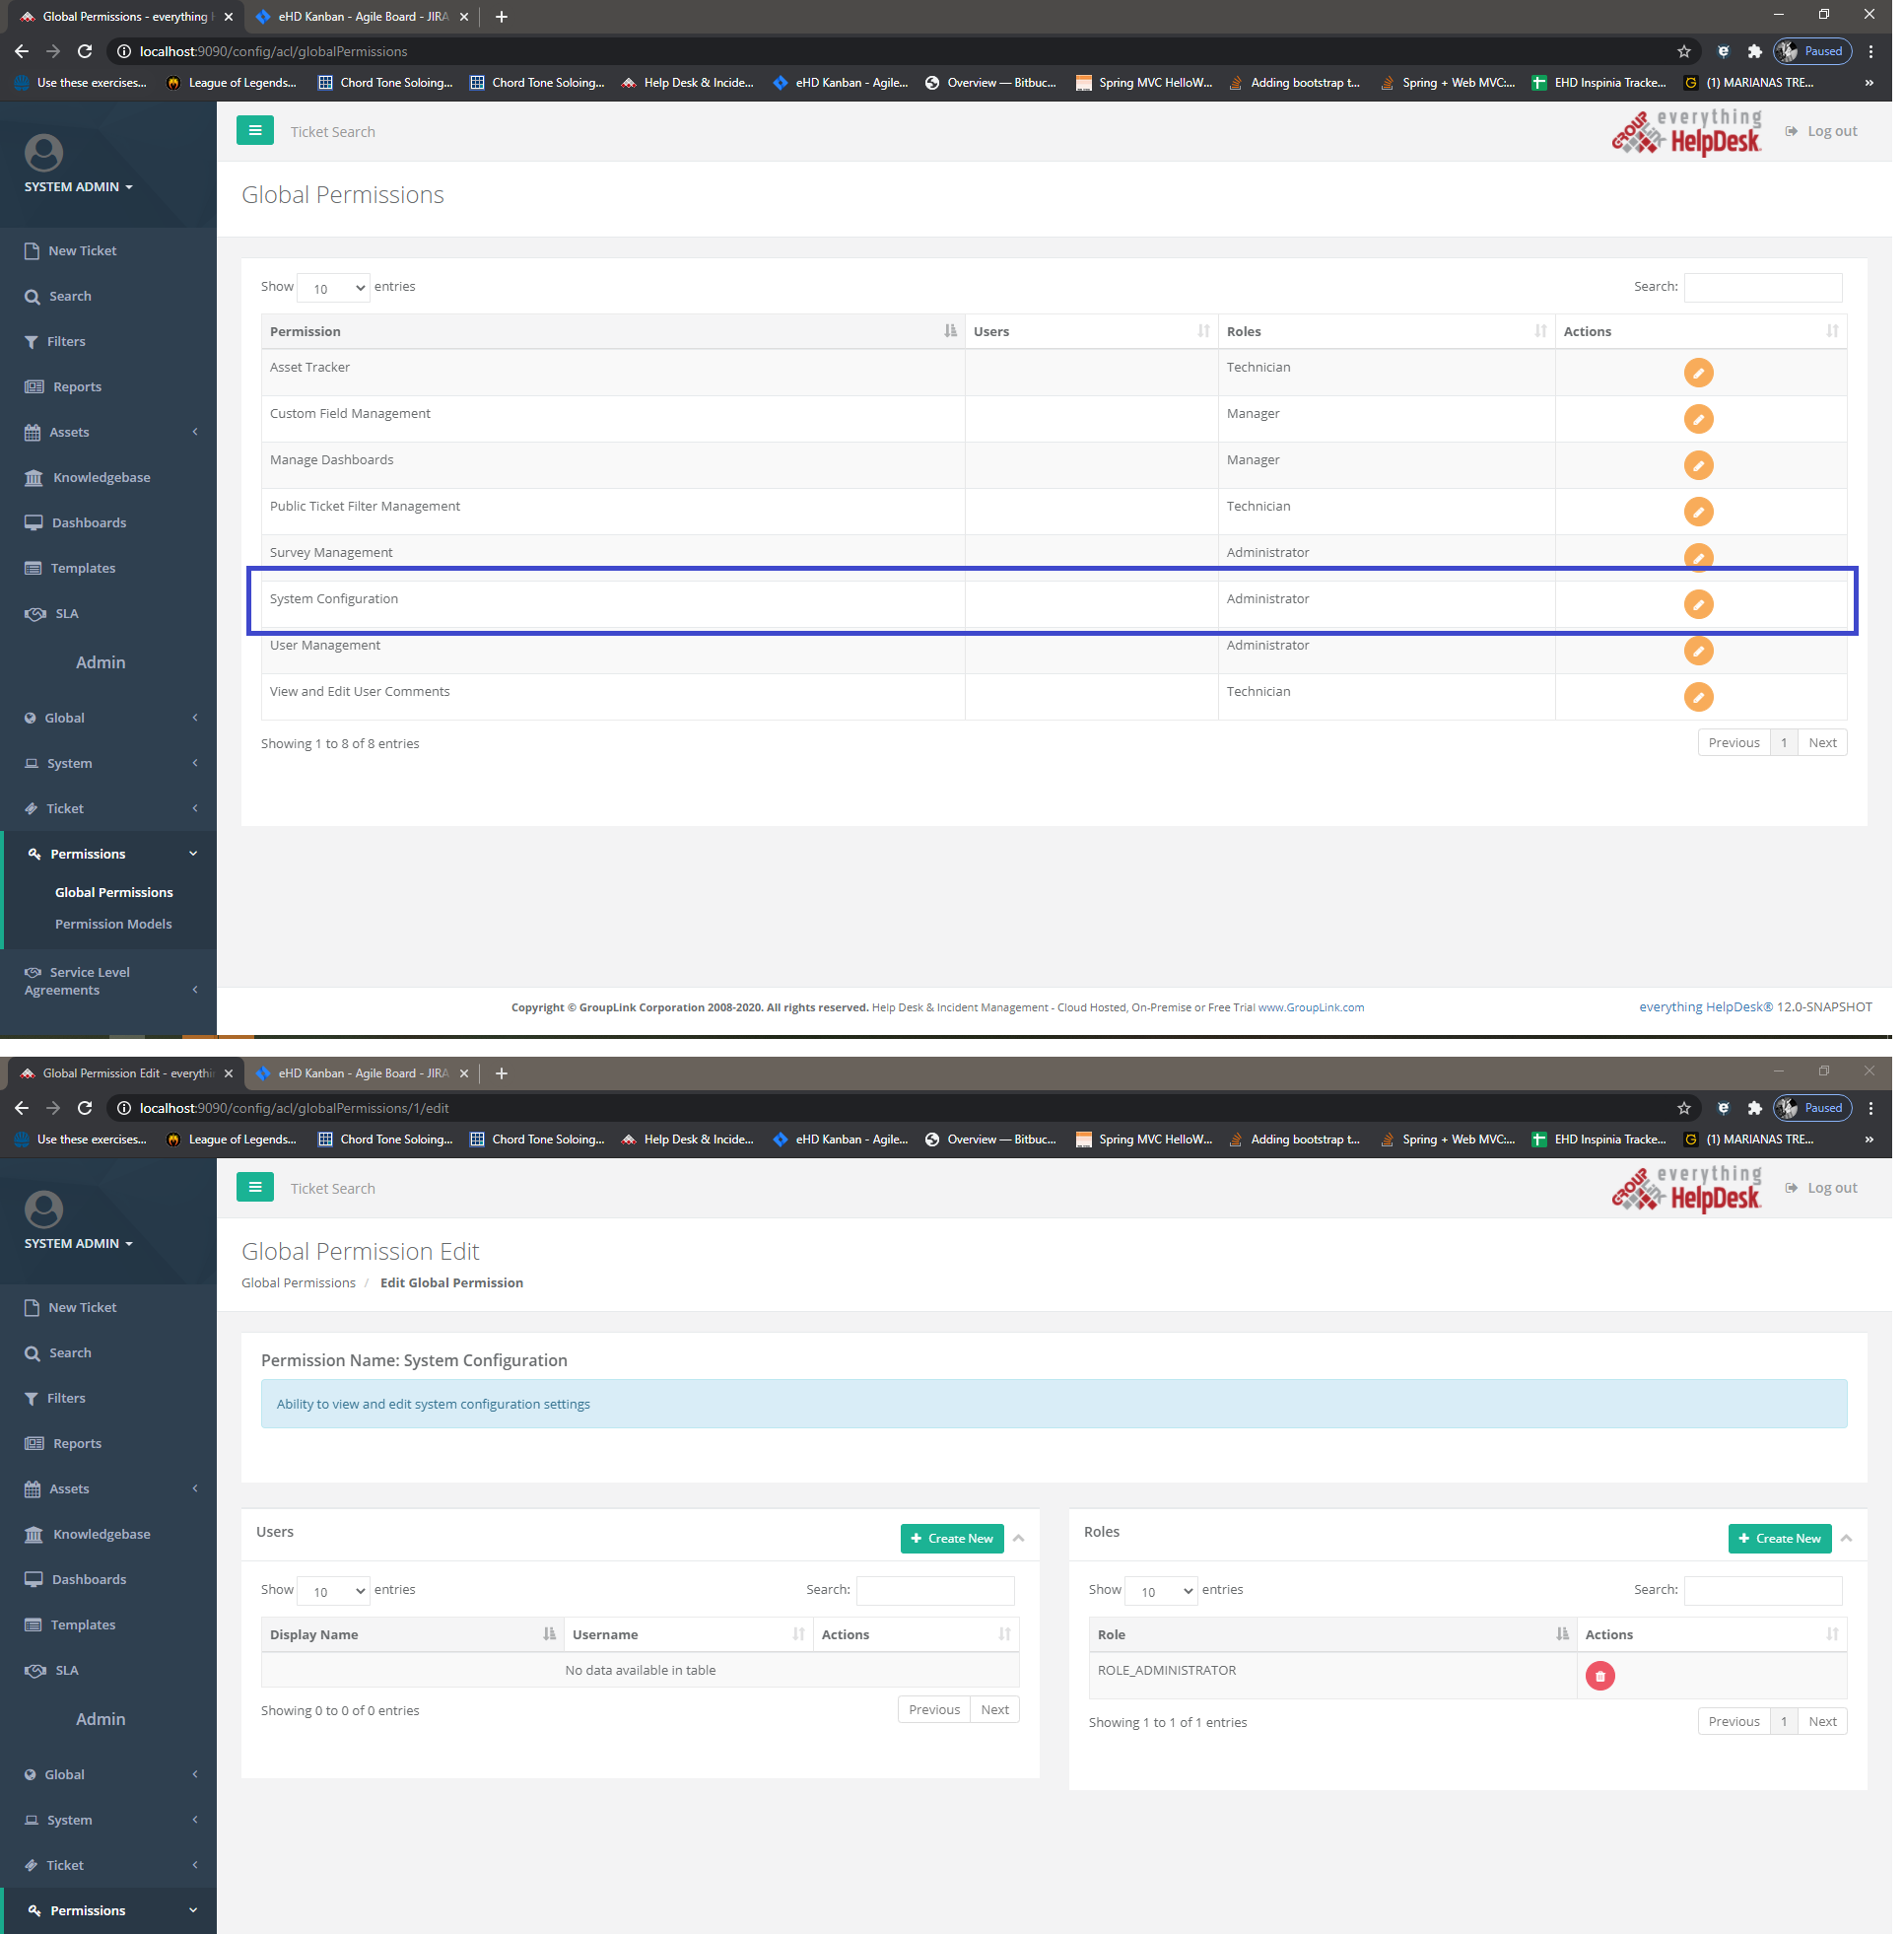 Global Permissions - everything H
eHD Kanban - Agile Board - JIRA
localhost:9090/config/acl/globalPermissions
Paused
Use these exercises... League of Legends... Chord Tone Soloing... Chord Tone Soloing... Help Desk & Incide... eHD Kanban - Agile... Overview — Bitbuc... Spring MVC HelloW... Adding bootstrap t... Spring + Web MVC:... EHD Inspinia Tracke... (1) MARIANAS TRE... »
SYSTEM ADMIN
New Ticket
Search
Filters
Reports
Assets
Knowledgebase
Dashboards
Templates
SLA
Admin
Global
System
Ticket
Permissions
Global Permissions
Permission Models
Service Level
Agreements
Ticket Search
GROUP Link everything HelpDesk
Log out
Global Permissions
Show 10 entries
Search:
Permission Users Roles Actions
Asset Tracker Technician
Custom Field Management Manager
Manage Dashboards Manager
Public Ticket Filter Management Technician
Survey Management Administrator
System Configuration Administrator
User Management Administrator
View and Edit User Comments Technician
Showing 1 to 8 of 8 entries
Previous 1 Next
Copyright © GroupLink Corporation 2008-2020. All rights reserved. Help Desk & Incident Management - Cloud Hosted, On-Premise or Free Trial www.GroupLink.com
everything HelpDesk® 12.0-SNAPSHOT
Global Permission Edit - everythin
eHD Kanban - Agile Board - JIRA
localhost:9090/config/acl/globalPermissions/1/edit
Paused
Use these exercises... League of Legends... Chord Tone Soloing... Chord Tone Soloing... Help Desk & Incide... eHD Kanban - Agile... Overview — Bitbuc... Spring MVC HelloW... Adding bootstrap t... Spring + Web MVC:... EHD Inspinia Tracke... (1) MARIANAS TRE... »
SYSTEM ADMIN
New Ticket
Search
Filters
Reports
Assets
Knowledgebase
Dashboards
Templates
SLA
Admin
Global
System
Ticket
Permissions
Ticket Search
GROUP Link everything HelpDesk
Log out
Global Permission Edit
Global Permissions / Edit Global Permission
Permission Name: System Configuration
Ability to view and edit system configuration settings
Users
Create New
Show 10 entries
Search:
Display Name Username Actions
No data available in table
Showing 0 to 0 of 0 entries
Previous Next
Roles
Create New
Show 10 entries
Search:
Role Actions
ROLE_ADMINISTRATOR
Showing 1 to 1 of 1 entries
Previous 1 Next